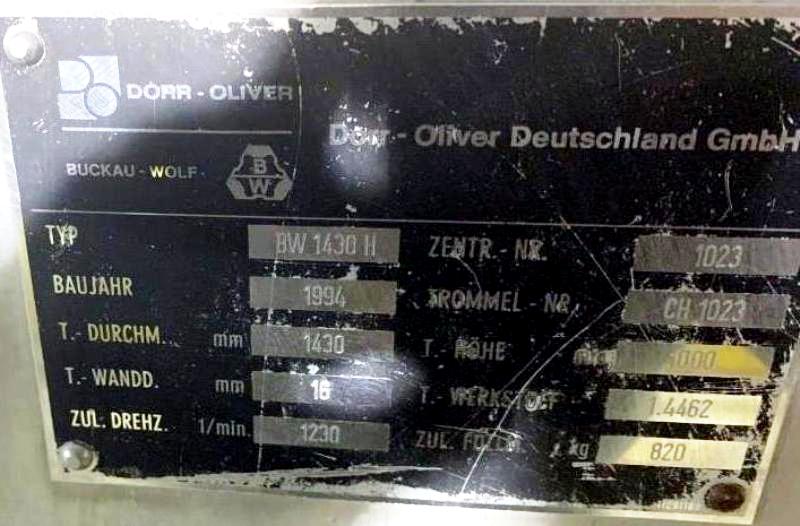 DORR - OLIVER
Dorr - Oliver Deutschland GmbH
BUCKAU - WOLF
B
W
TYP BW 1430 H ZENTR. - NR. 1023
BAUJAHR 1994 TROMMEL - NR. CH 1023
T.- DURCHM. mm 1430 T. - HÖHE mm
T.- WANDD. mm 16 T. - WERKSTOFF 1.4462
ZUL. DREHZ. 1/min. 1230 ZUL. kg 820